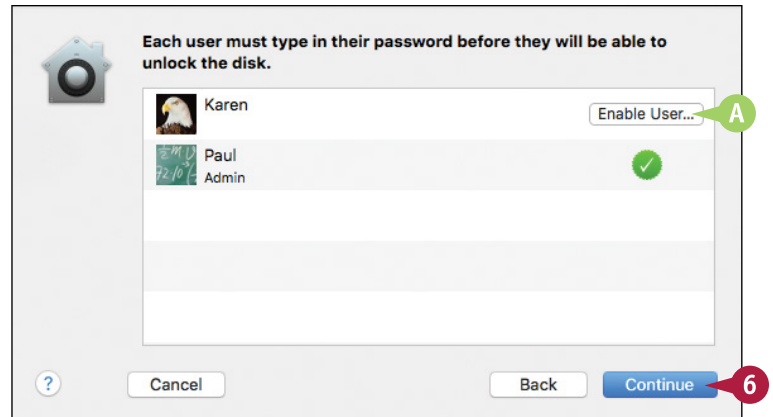 Each user must type in their password before they will be able to
unlock the disk.
Karen
Enable User...
A
Paul
Admin
?
Cancel
Back
Continue
6